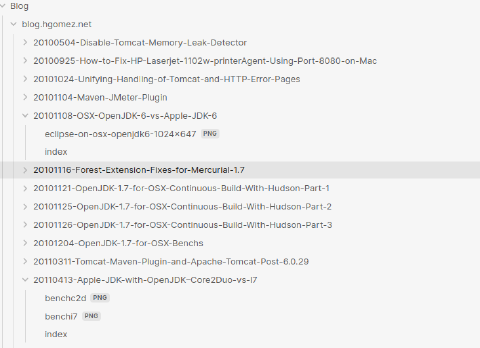 Blog
blog.hgomez.net
20100504-Disable-Tomcat-Memory-Leak-Detector
20100925-How-to-Fix-HP-Laserjet-1102w-printerAgent-Using-Port-8080-on-Mac
20101024-Unifying-Handling-of-Tomcat-and-HTTP-Error-Pages
20101104-Maven-JMeter-Plugin
20101108-OSX-OpenJDK-6-vs-Apple-JDK-6
eclipse-on-osx-openjdk6-1024×647 PNG
index
20101116-Forest-Extension-Fixes-for-Mercurial-1.7
20101121-OpenJDK-1.7-for-OSX-Continuous-Build-With-Hudson-Part-1
20101125-OpenJDK-1.7-for-OSX-Continuous-Build-With-Hudson-Part-2
20101126-OpenJDK-1.7-for-OSX-Continuous-Build-With-Hudson-Part-3
20101204-OpenJDK-1.7-for-OSX-Benchs
20110311-Tomcat-Maven-Plugin-and-Apache-Tomcat-Post-6.0.29
20110413-Apple-JDK-with-OpenJDK-Core2Duo-vs-i7
benchc2d PNG
benchi7 PNG
index